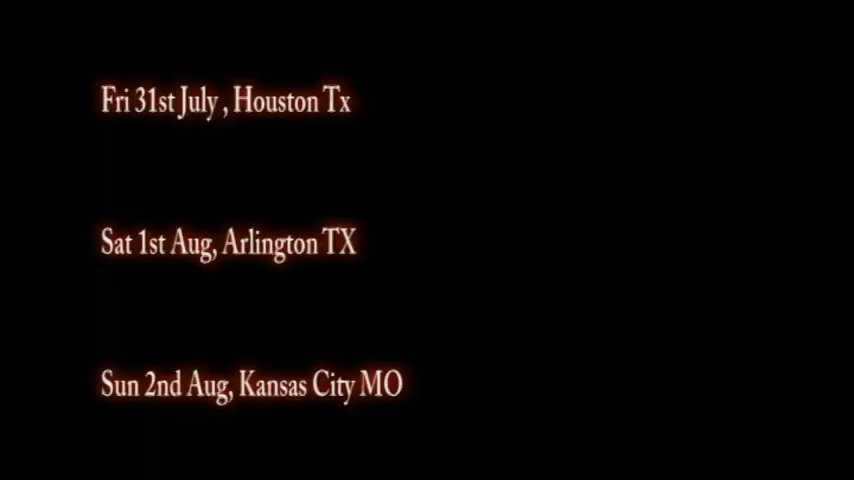 Fri 31st July , Houston Tx
Sat 1st Aug, Arlington TX
Sun 2nd Aug, Kansas City MO